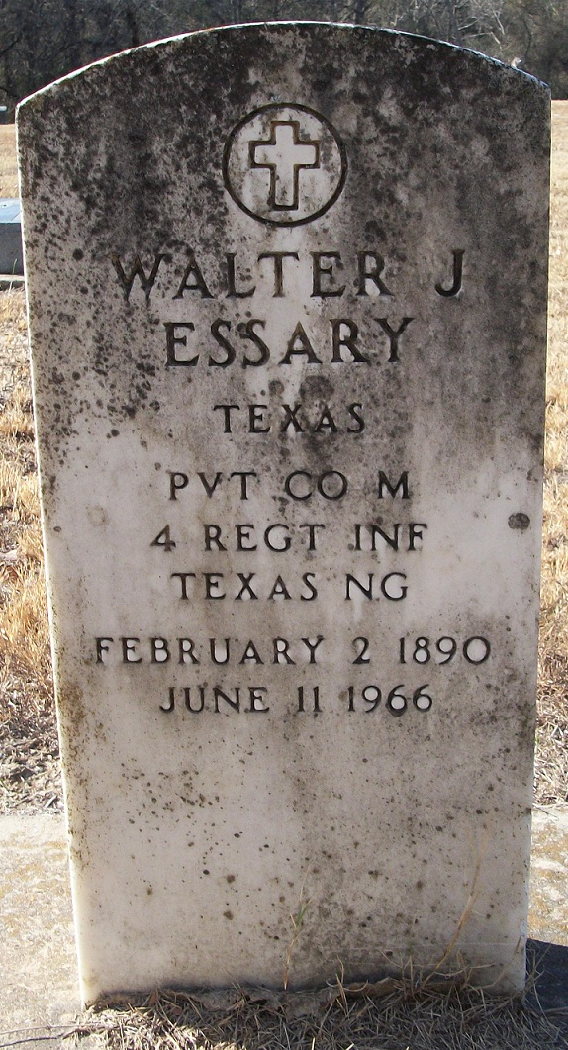 WALTER J
ESSARY
TEXAS
PVT CO M
4 REGT INF
TEXAS NG
FEBRUARY 2 1890
JUNE 11 1966